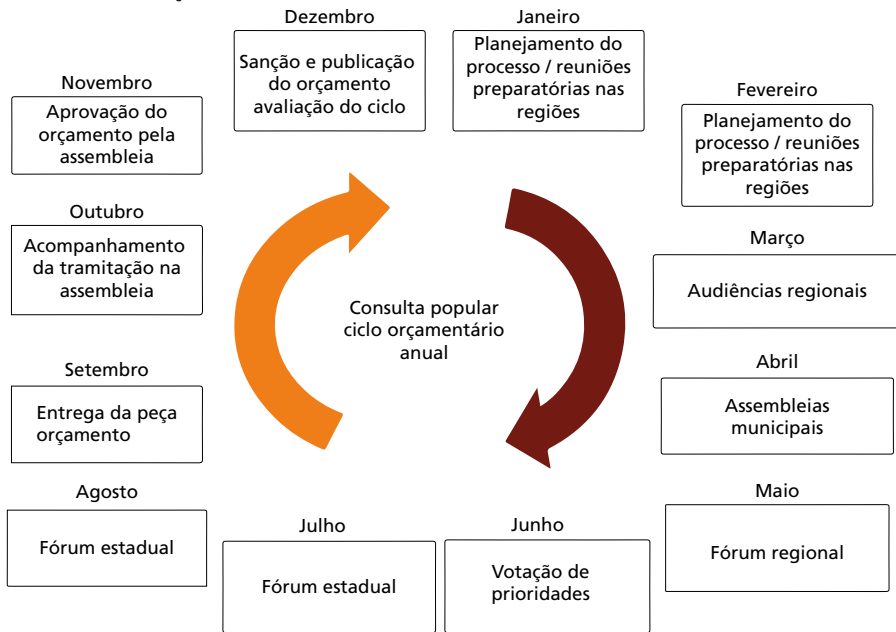 Dezembro
Sanção e publicação
do orçamento
avaliação do ciclo
Janeiro
Planejamento do
processo / reuniões
preparatórias nas
regiões
Fevereiro
Planejamento do
processo / reuniões
preparatórias nas
regiões
Março
Audiências regionais
Abril
Assembleias
municipais
Maio
Fórum regional
Junho
Votação de
prioridades
Julho
Fórum estadual
Agosto
Fórum estadual
Setembro
Entrega da peça
orçamento
Outubro
Acompanhamento
da tramitação na
assembleia
Novembro
Aprovação do
orçamento pela
assembleia
Consulta popular
ciclo orçamentário
anual